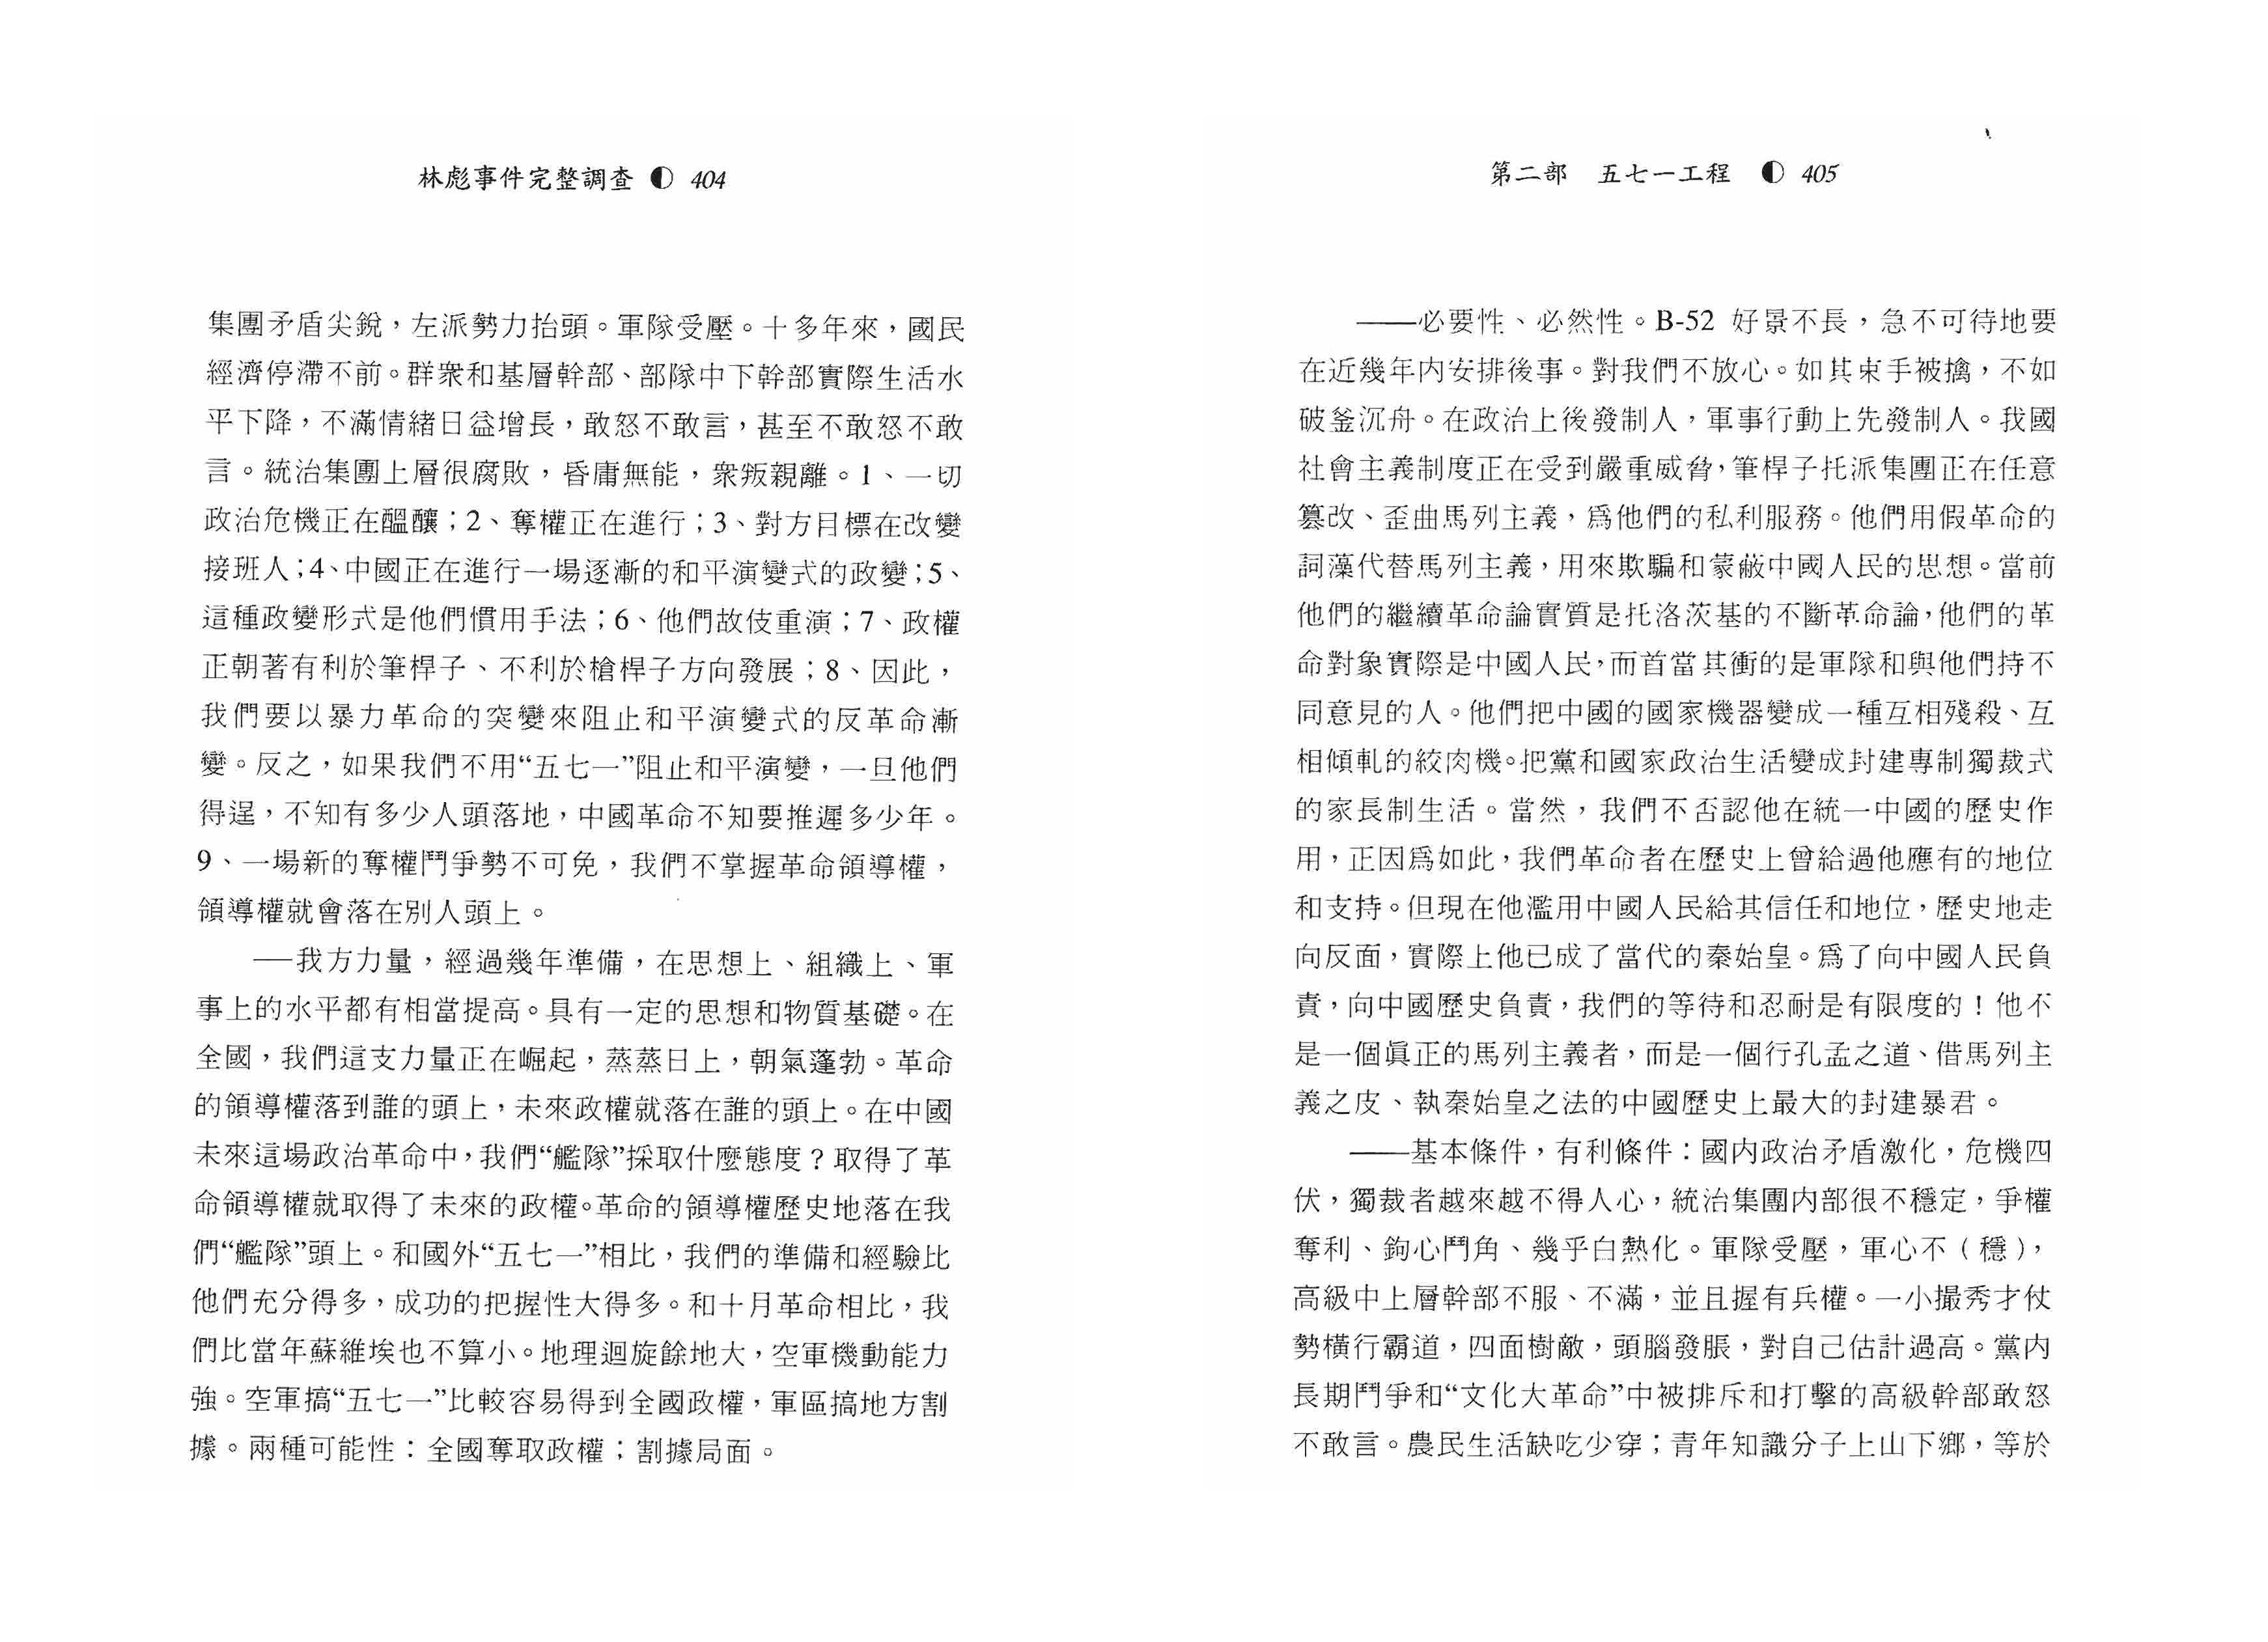 林彪事件完整調查 ◐ 404
集團矛盾尖銳，左派勢力抬頭。軍隊受壓。十多年來，國民
經濟停滯不前。群衆和基層幹部、部隊中下幹部實際生活水
平下降，不滿情緒日益增長，敢怒不敢言，甚至不敢怒不敢
言。統治集團上層很腐敗，昏庸無能，衆叛親離。1、一切
政治危機正在醞釀；2、奪權正在進行；3、對方目標在改變
接班人；4、中國正在進行一場逐漸的和平演變式的政變；5、
這種政變形式是他們慣用手法；6、他們故伎重演；7、政權
正朝著有利於筆桿子、不利於槍桿子方向發展；8、因此，
我們要以暴力革命的突變來阻止和平演變式的反革命漸
變。反之，如果我們不用“五七一”阻止和平演變，一旦他們
得逞，不知有多少人頭落地，中國革命不知要推遲多少年。
9、一場新的奪權鬥爭勢不可免，我們不掌握革命領導權，
領導權就會落在別人頭上。
──我方力量，經過幾年準備，在思想上、組織上、軍
事上的水平都有相當提高。具有一定的思想和物質基礎。在
全國，我們這支力量正在崛起，蒸蒸日上，朝氣蓬勃。革命
的領導權落到誰的頭上，未來政權就落在誰的頭上。在中國
未來這場政治革命中，我們“艦隊”採取什麼態度？取得了革
命領導權就取得了未來的政權。革命的領導權歷史地落在我
們“艦隊”頭上。和國外“五七一”相比，我們的準備和經驗比
他們充分得多，成功的把握性大得多。和十月革命相比，我
們比當年蘇維埃也不算小。地理迴旋餘地大，空軍機動能力
強。空軍搞“五七一”比較容易得到全國政權，軍區搞地方割
據。兩種可能性：全國奪取政權；割據局面。
第二部　五七一工程　◐ 405
——必要性、必然性。B-52 好景不長，急不可待地要
在近幾年内安排後事。對我們不放心。如其束手被擒，不如
破釜沉舟。在政治上後發制人，軍事行動上先發制人。我國
社會主義制度正在受到嚴重威脅，筆桿子托派集團正在任意
篡改、歪曲馬列主義，爲他們的私利服務。他們用假革命的
詞藻代替馬列主義，用來欺騙和蒙蔽中國人民的思想。當前
他們的繼續革命論實質是托洛茨基的不斷革命論，他們的革
命對象實際是中國人民，而首當其衝的是軍隊和與他們持不
同意見的人。他們把中國的國家機器變成一種互相殘殺、互
相傾軋的絞肉機。把黨和國家政治生活變成封建專制獨裁式
的家長制生活。當然，我們不否認他在統一中國的歷史作
用，正因爲如此，我們革命者在歷史上曾給過他應有的地位
和支持。但現在他濫用中國人民給其信任和地位，歷史地走
向反面，實際上他已成了當代的秦始皇。爲了向中國人民負
責，向中國歷史負責，我們的等待和忍耐是有限度的！他不
是一個眞正的馬列主義者，而是一個行孔孟之道、借馬列主
義之皮、執秦始皇之法的中國歷史上最大的封建暴君。
——基本條件，有利條件：國内政治矛盾激化，危機四
伏，獨裁者越來越不得人心，統治集團内部很不穩定，爭權
奪利、鉤心鬥角、幾乎白熱化。軍隊受壓，軍心不（穩），
高級中上層幹部不服、不滿，並且握有兵權。一小撮秀才仗
勢橫行霸道，四面樹敵，頭腦發脹，對自己估計過高。黨内
長期鬥爭和“文化大革命”中被排斥和打擊的高級幹部敢怒
不敢言。農民生活缺吃少穿；青年知識分子上山下鄉，等於